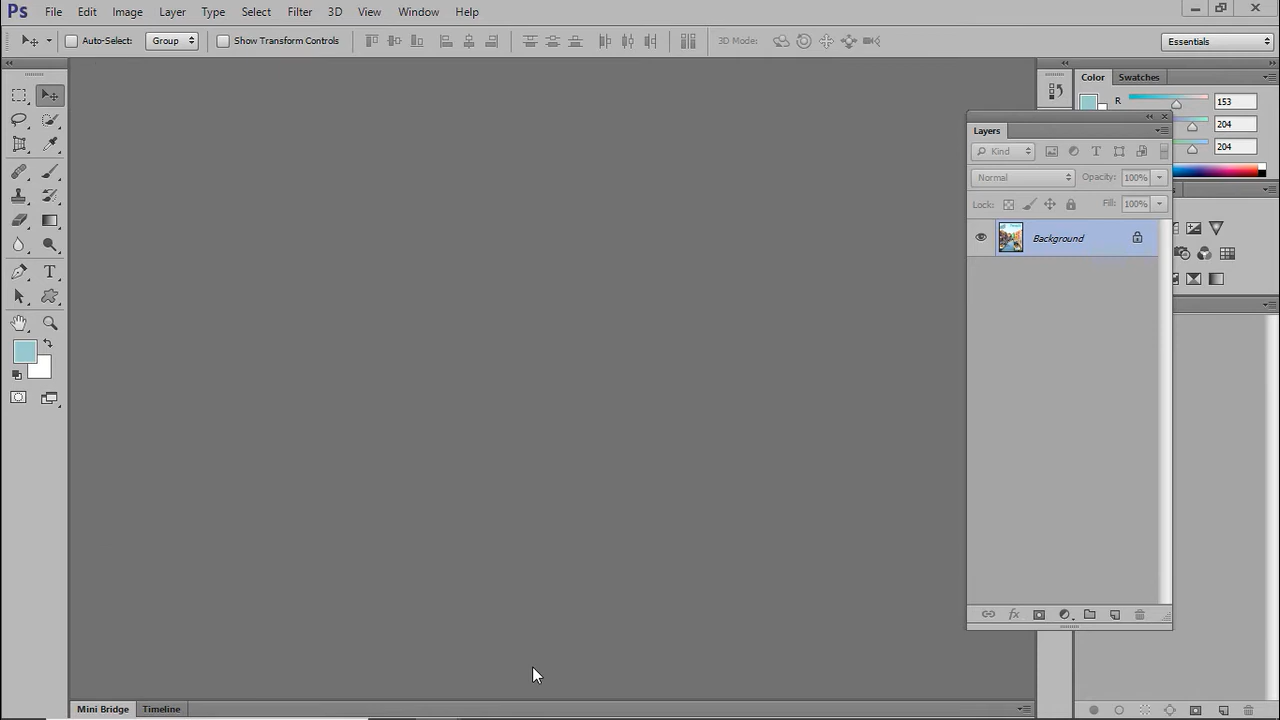 Ps File Edit Image Layer Type Select Filter 3D View Window Help
Auto-Select: Group Show Transform Controls 3D Mode: Essentials
Color Swatches
R 153
204
204
Layers
Kind
Normal Opacity: 100%
Lock: Fill: 100%
Background
T
Mini Bridge Timeline